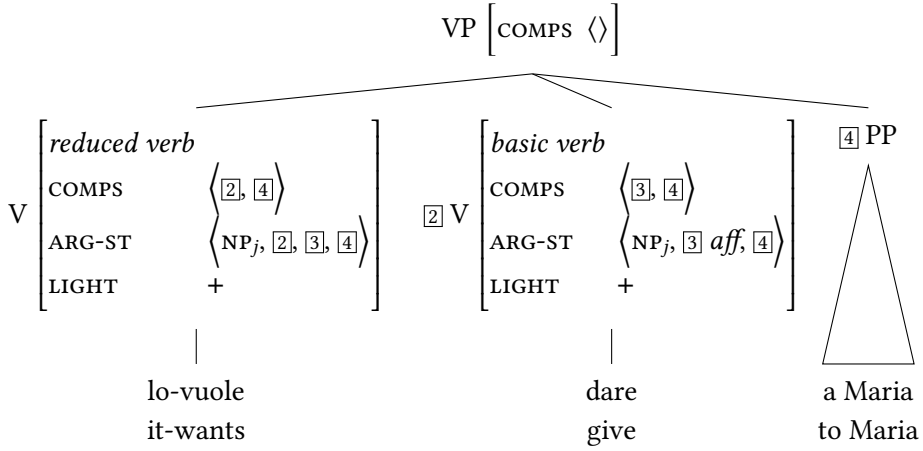 VP [COMPS ⟨⟩]
V [reduced verb
COMPS ⟨2, 4⟩
ARG-ST ⟨NPj, 2, 3, 4⟩
LIGHT +]
2 V [basic verb
COMPS ⟨3, 4⟩
ARG-ST ⟨NPj, 3 aff, 4⟩
LIGHT +]
4 PP
lo-vuole dare a Maria
it-wants give to Maria